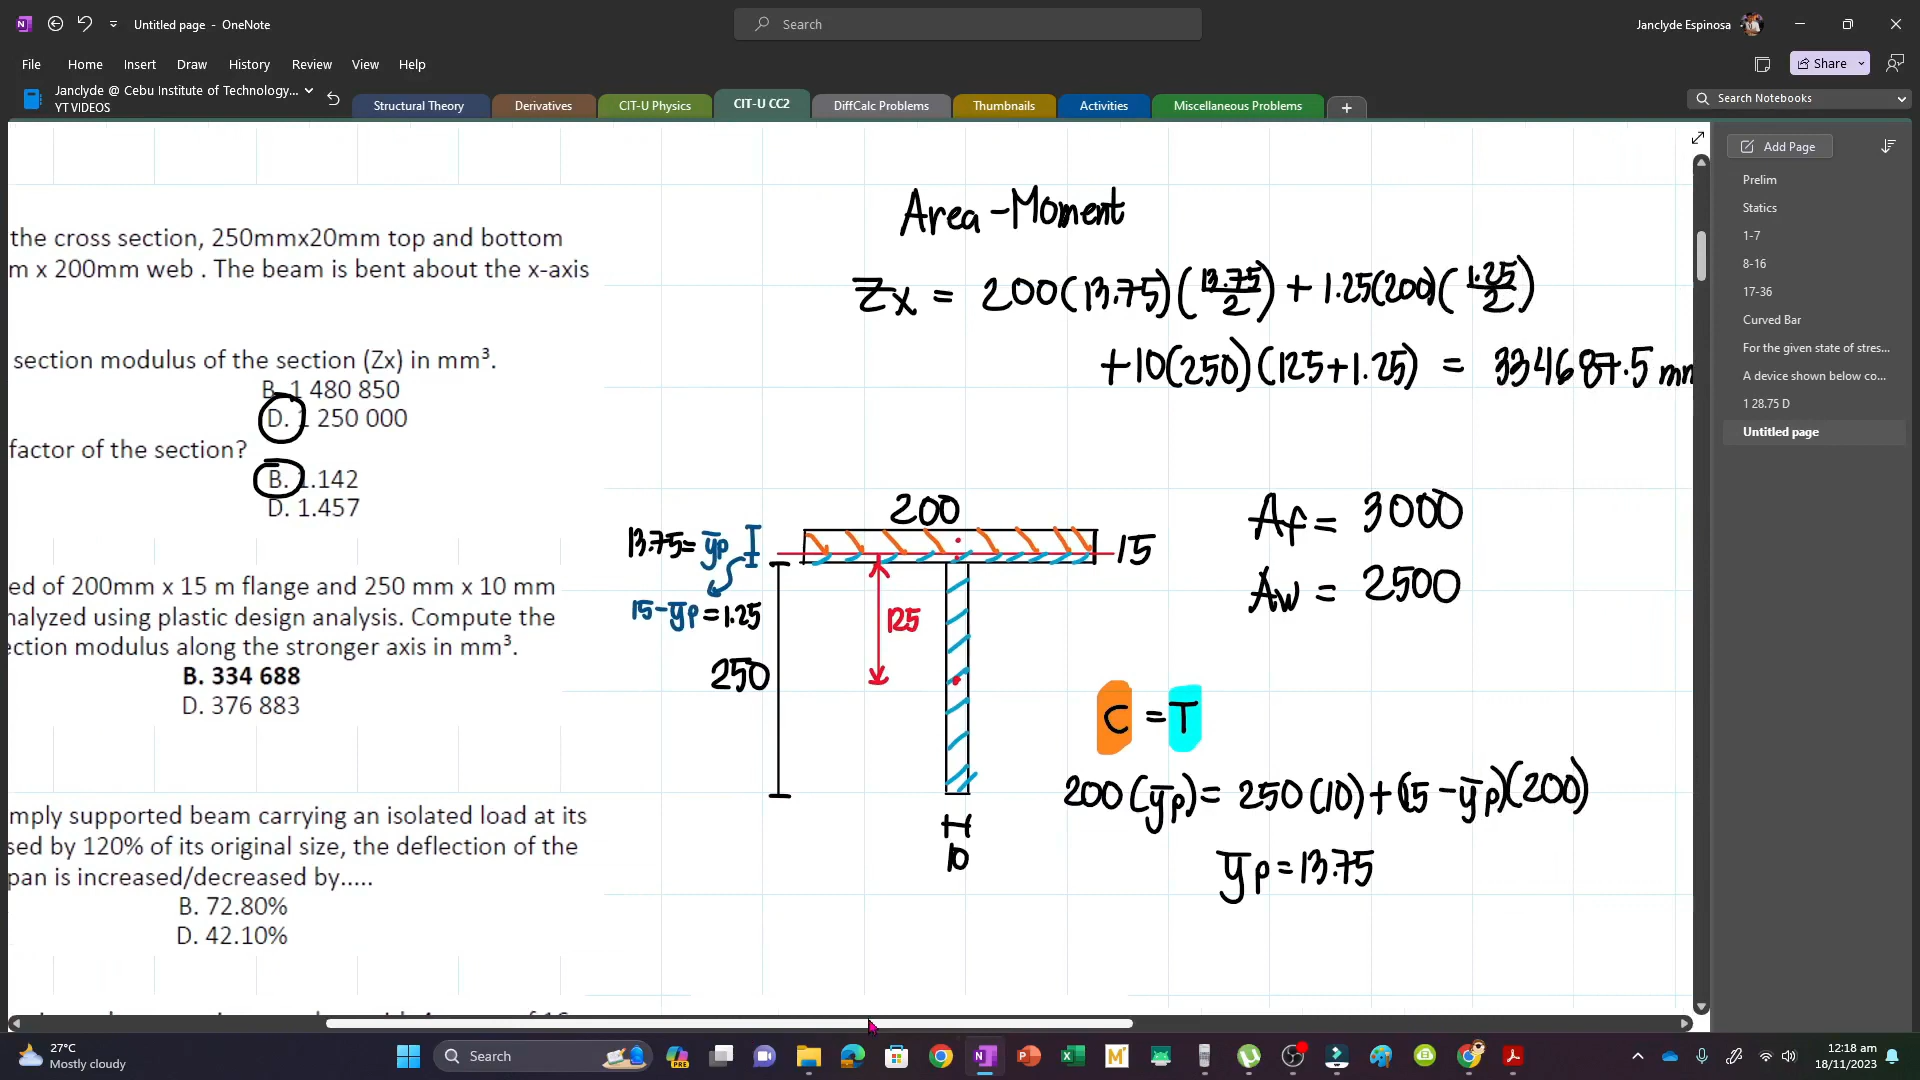 Untitled page - OneNote
Search
Janclyde Espinosa
File Home Insert Draw History Review View Help
Share
Janclyde @ Cebu Institute of Technology...
YT VIDEOS
Structural Theory
Derivatives
CIT-U Physics
CIT-U CC2
DiffCalc Problems
Thumbnails
Activities
Miscellaneous Problems
+
Search Notebooks
Add Page
Prelim
Statics
1-7
8-16
17-36
Curved Bar
For the given state of stres...
A device shown below co...
1 28.75 D
Untitled page
the cross section, 250mmx20mm top and bottom
m x 200mm web . The beam is bent about the x-axis
section modulus of the section (Zx) in mm³.
B. 1 480 850
D. 1 250 000
factor of the section?
B. 1.142
D. 1.457
ed of 200mm x 15 m flange and 250 mm x 10 mm
nalyzed using plastic design analysis. Compute the
ction modulus along the stronger axis in mm³.
B. 334 688
D. 376 883
mply supported beam carrying an isolated load at its
sed by 120% of its original size, the deflection of the
pan is increased/decreased by.....
B. 72.80%
D. 42.10%
Area - Moment
Zx = 200(13.75)(13.75/2) + 1.25(200)(1.25/2)
+10(250)(125+1.25) = 334687.5 mm
200
13.75= y̅p
15
15-y̅p = 1.25
125
250
10
Af = 3000
Aw = 2500
C = T
200(y̅p) = 250(10)+(15-y̅p)(200)
y̅p = 13.75
27°C
Mostly cloudy
Search
PRE
12:18 am
18/11/2023